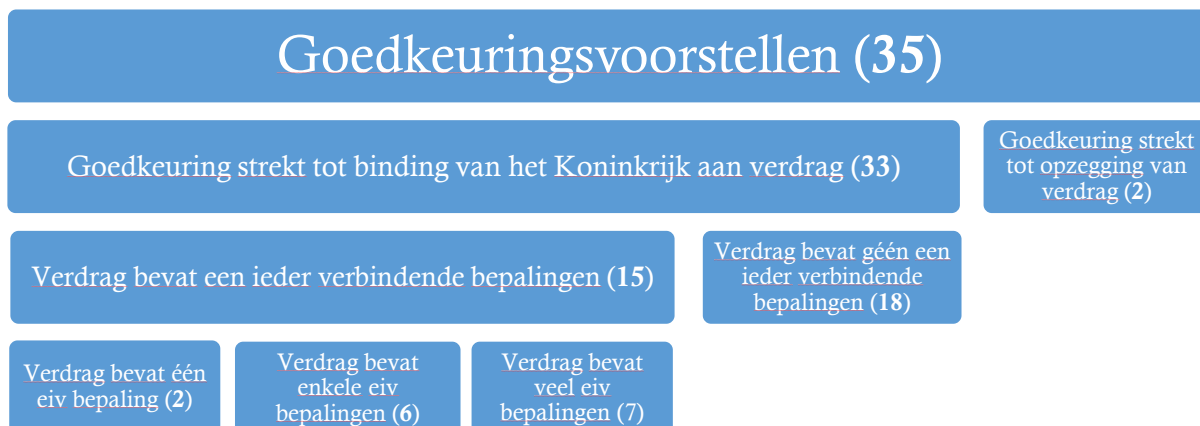 Goedkeuringsvoorstellen (35)
Goedkeuring strekt tot binding van het Koninkrijk aan verdrag (33)
Goedkeuring strekt
tot opzegging van
verdrag (2)
Verdrag bevat een ieder verbindende bepalingen (15)
Verdrag bevat géén een
ieder verbindende
bepalingen (18)
Verdrag bevat één
eiv bepaling (2)
Verdrag bevat
enkele eiv
bepalingen (6)
Verdrag bevat
veel eiv
bepalingen (7)